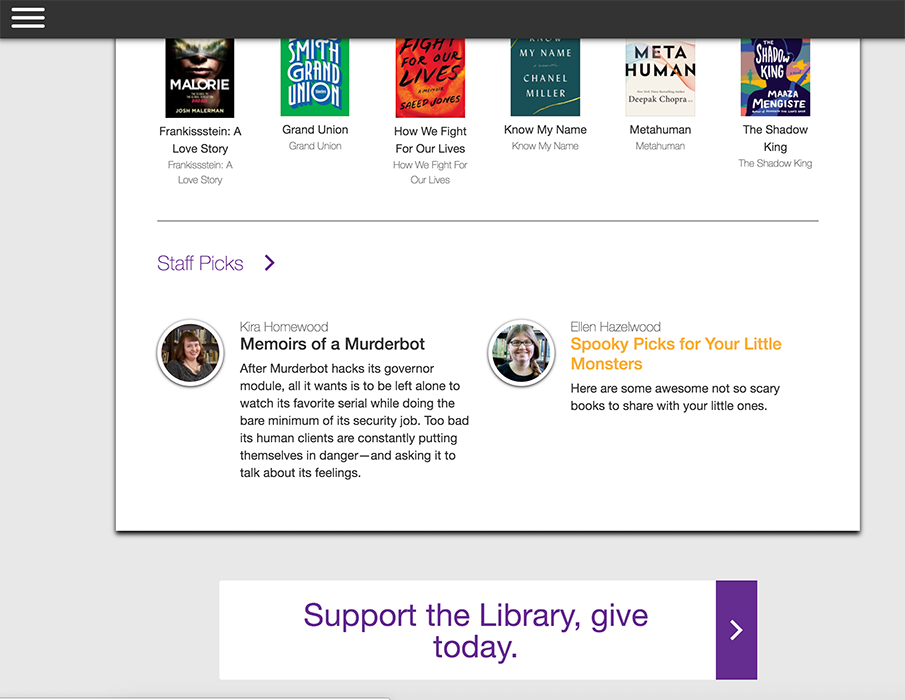 MALORIE
JOSH MALERMAN
SMITH
GRAND
UNION
FIGHT
FOR OUR
LIVES
A MEMOIR
SAEED JONES
KNOW
MY NAME
CHANEL
MILLER
META
HUMAN
Deepak Chopra
THE
SHADOW
KING
MAAZA
MENGISTE
Frankissstein: A
Love Story
Frankissstein: A
Love Story
Grand Union
Grand Union
How We Fight
For Our Lives
How We Fight For
Our Lives
Know My Name
Know My Name
Metahuman
Metahuman
The Shadow
King
The Shadow King
Staff Picks
Kira Homewood
Memoirs of a Murderbot
After Murderbot hacks its governor
module, all it wants is to be left alone to
watch its favorite serial while doing the
bare minimum of its security job. Too bad
its human clients are constantly putting
themselves in danger—and asking it to
talk about its feelings.
Ellen Hazelwood
Spooky Picks for Your Little
Monsters
Here are some awesome not so scary
books to share with your little ones.
Support the Library, give
today.